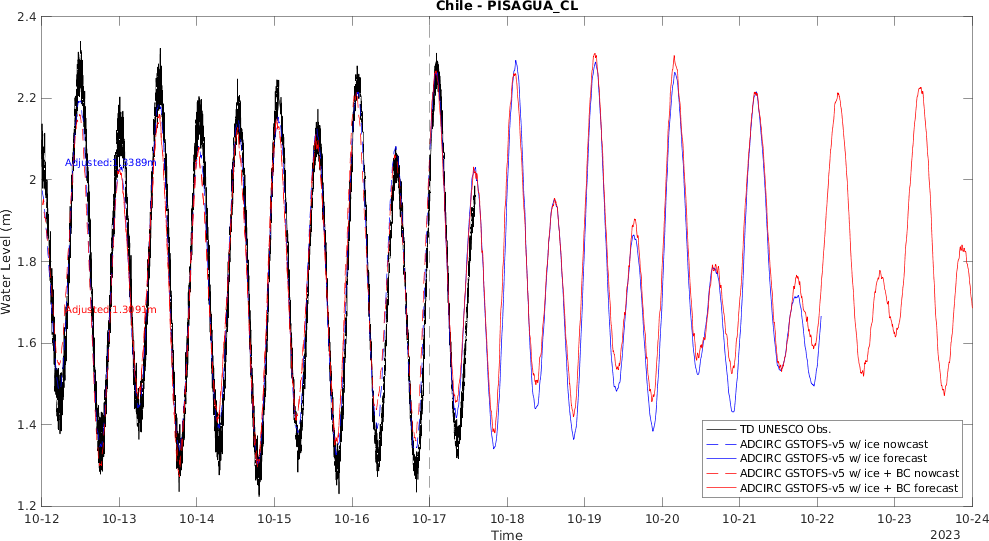 Chile - PISAGUA_CL
2.4
2.2
2
1.8
1.6
1.4
1.2
Water Level (m)
Adjusted:
389m
Adjusted:1.3091m
TD UNESCO Obs.
ADCIRC GSTOFS-v5 w/ ice nowcast
ADCIRC GSTOFS-v5 w/ ice forecast
ADCIRC GSTOFS-v5 w/ ice + BC nowcast
ADCIRC GSTOFS-v5 w/ ice + BC forecast
10-12 10-13 10-14 10-15 10-16 10-17 10-18 10-19 10-20 10-21 10-22 10-23 10-24
Time
2023